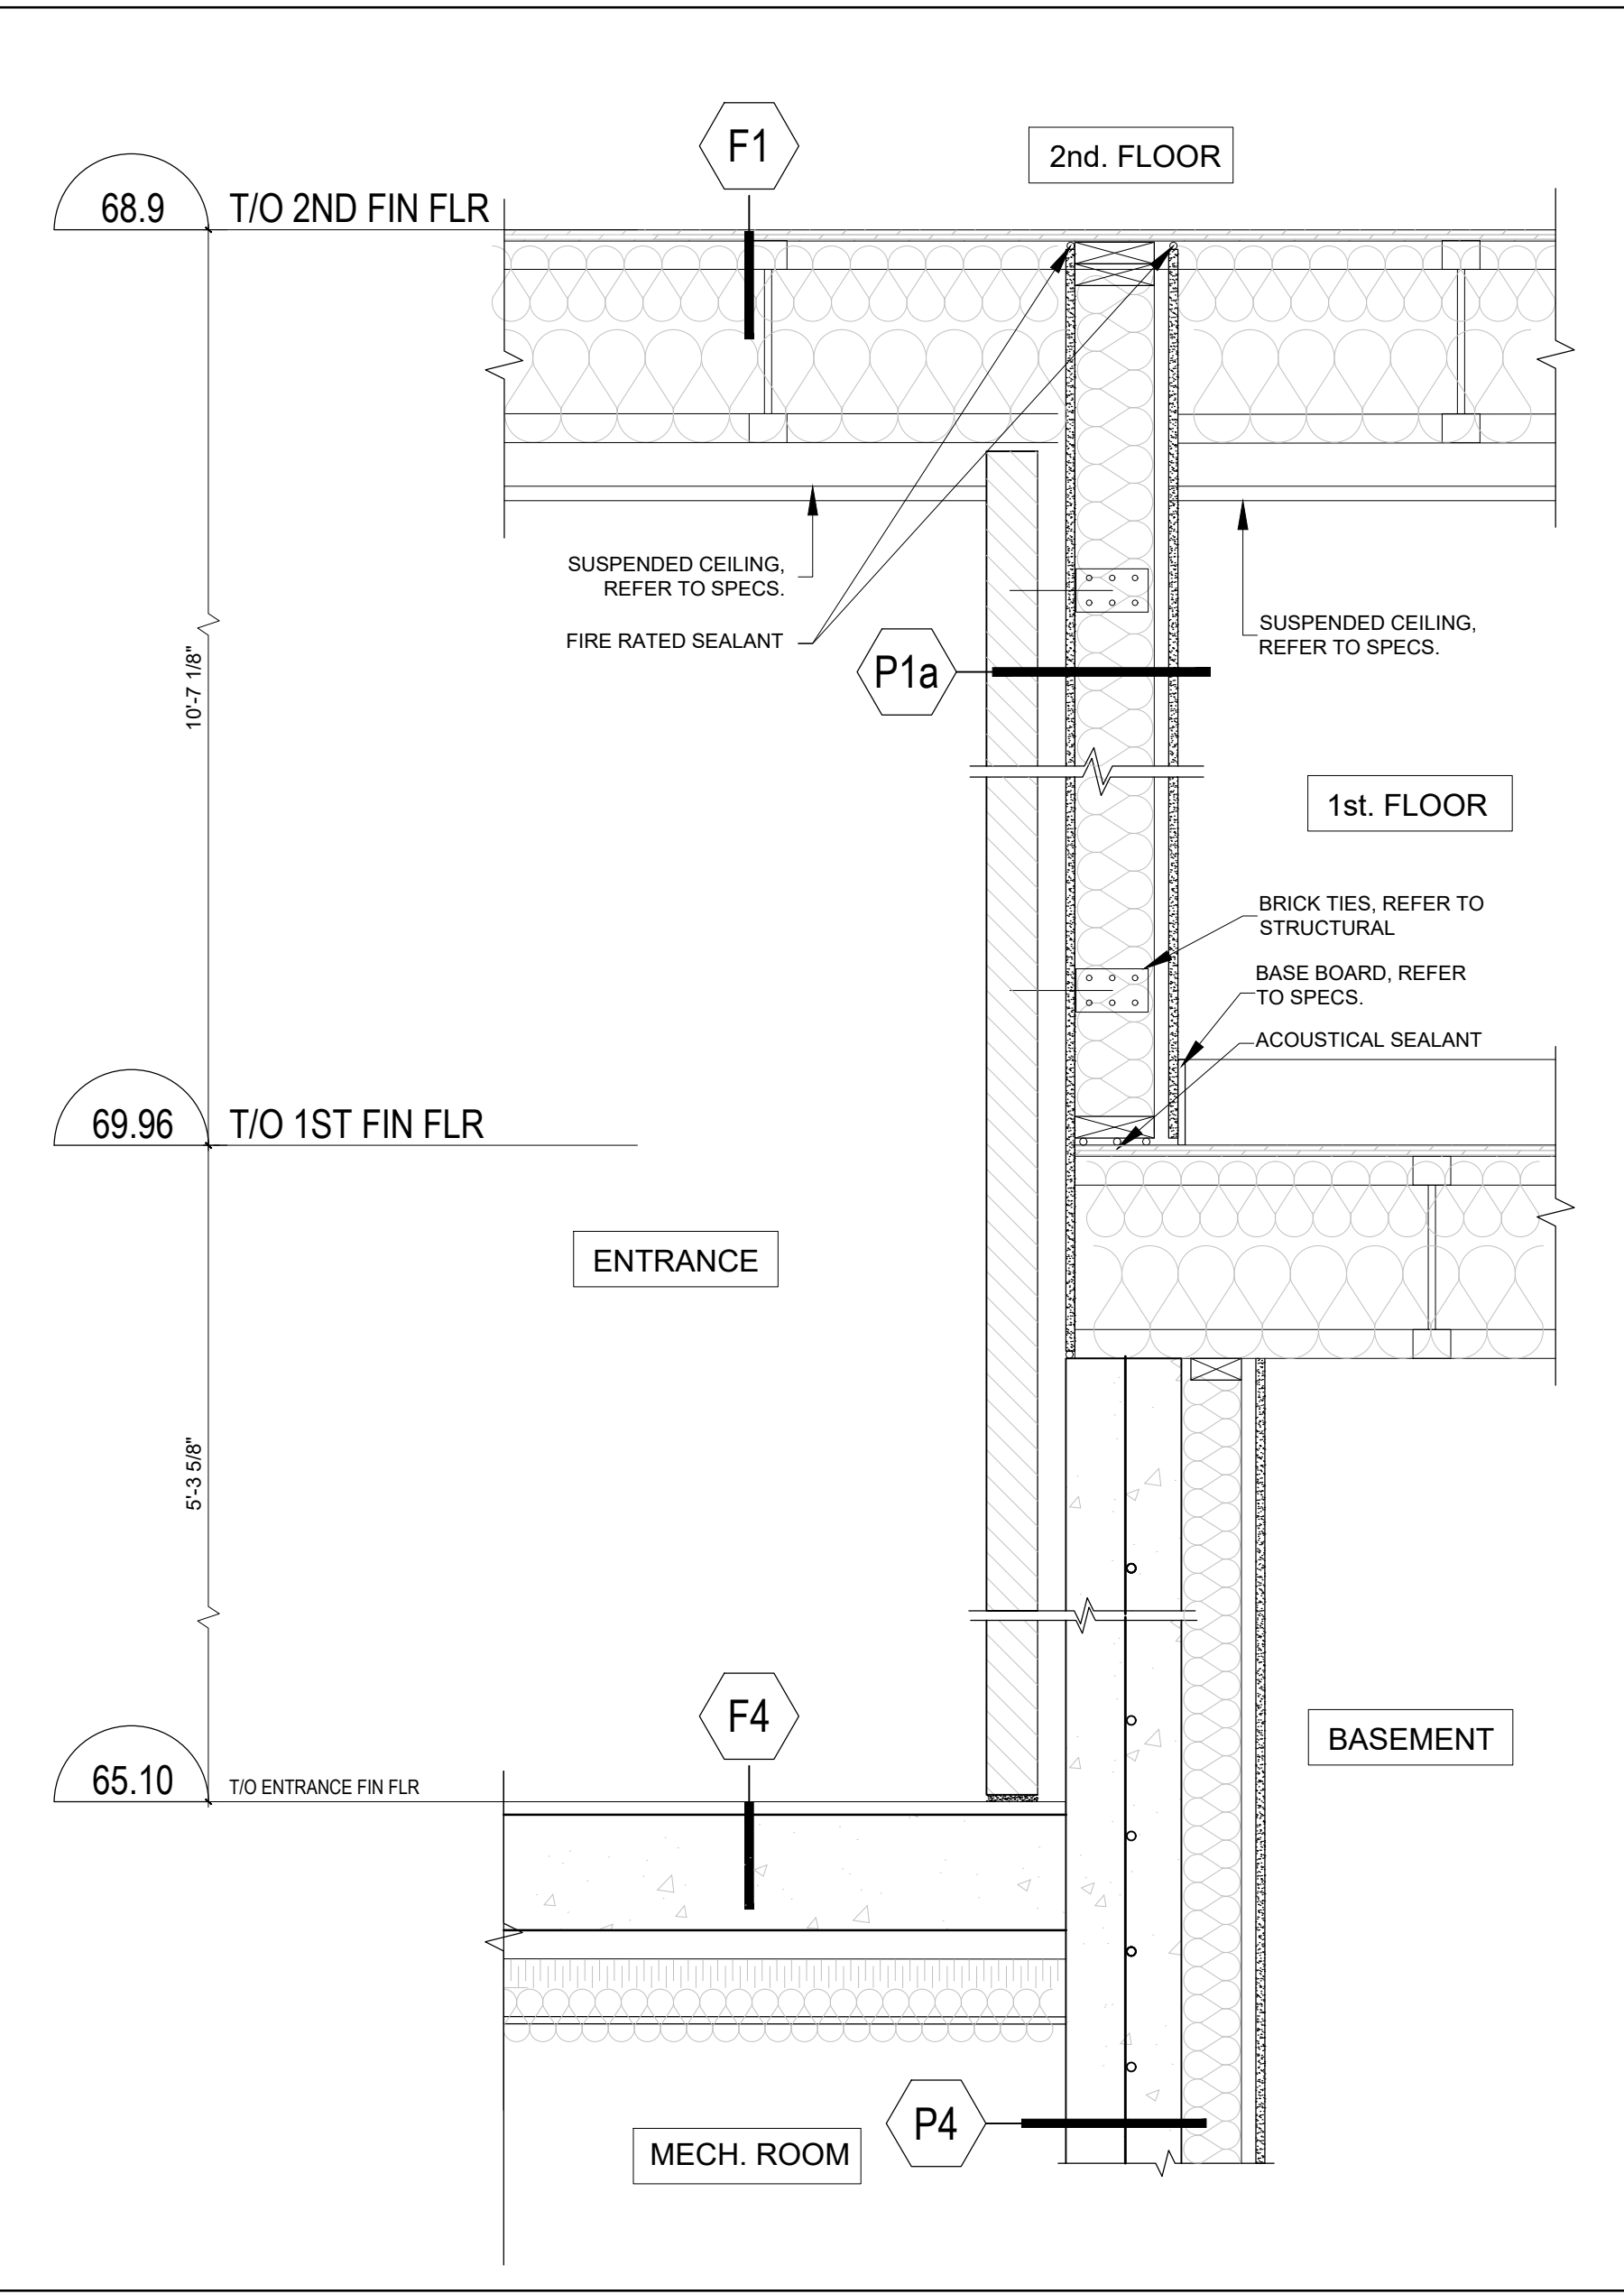 F1
2nd. FLOOR
68.9
T/O 2ND FIN FLR
SUSPENDED CEILING,
REFER TO SPECS.
FIRE RATED SEALANT
SUSPENDED CEILING,
REFER TO SPECS.
P1a
10'-7 1/8"
1st. FLOOR
BRICK TIES, REFER TO
STRUCTURAL
BASE BOARD, REFER
TO SPECS.
ACOUSTICAL SEALANT
69.96
T/O 1ST FIN FLR
ENTRANCE
5'-3 5/8"
F4
BASEMENT
65.10
T/O ENTRANCE FIN FLR
P4
MECH. ROOM